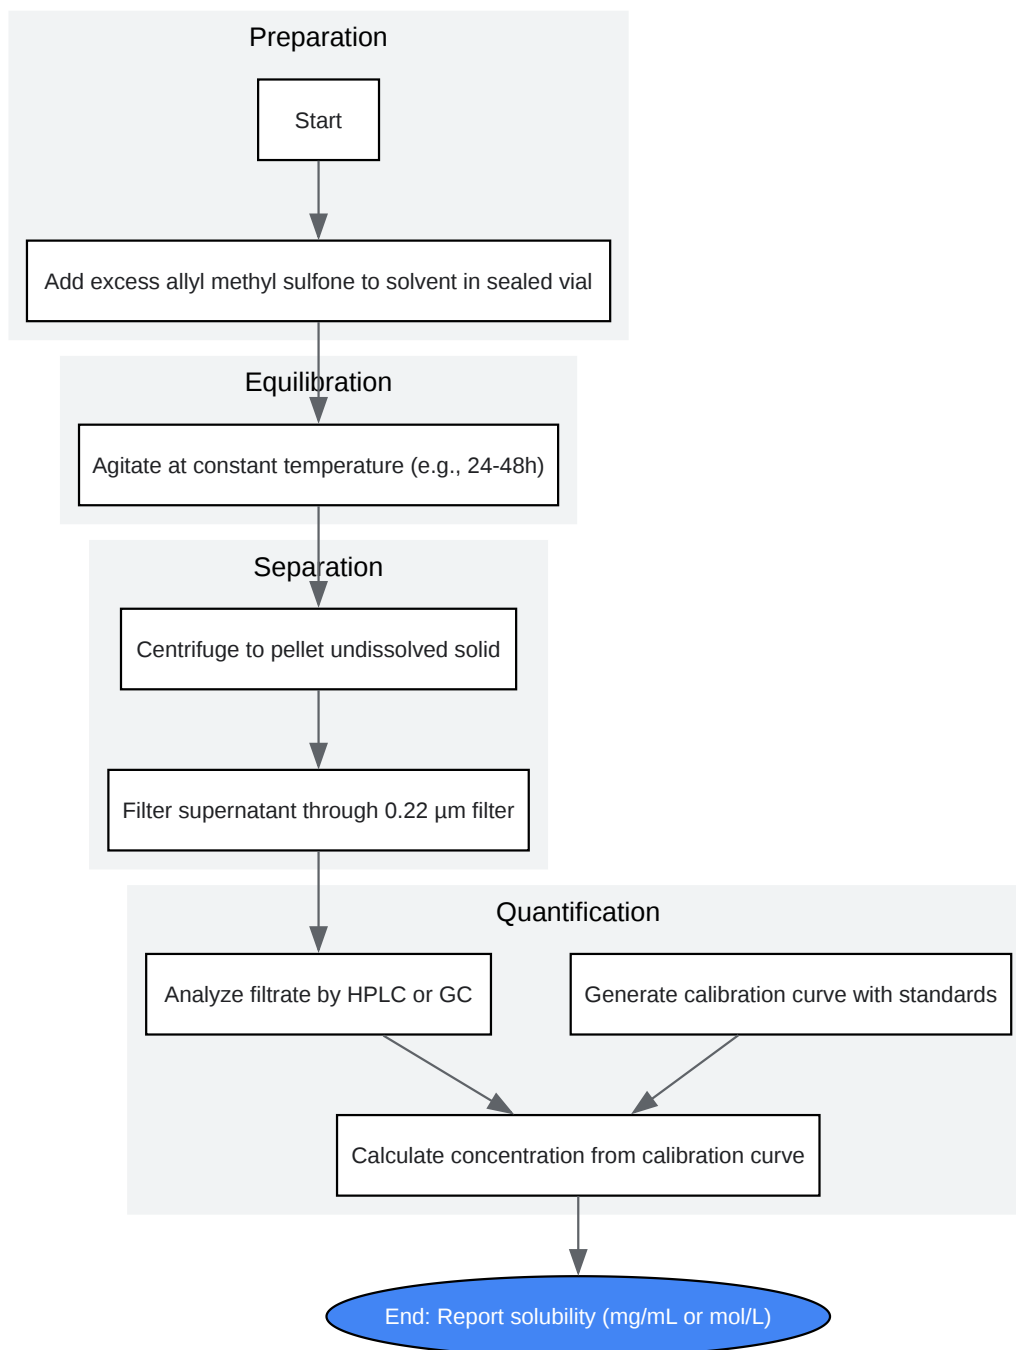 Preparation
Start
Add excess allyl methyl sulfone to solvent in sealed vial
Equilibration
Agitate at constant temperature (e.g., 24-48h)
Separation
Centrifuge to pellet undissolved solid
Filter supernatant through 0.22 µm filter
Quantification
Analyze filtrate by HPLC or GC
Generate calibration curve with standards
Calculate concentration from calibration curve
End: Report solubility (mg/mL or mol/L)